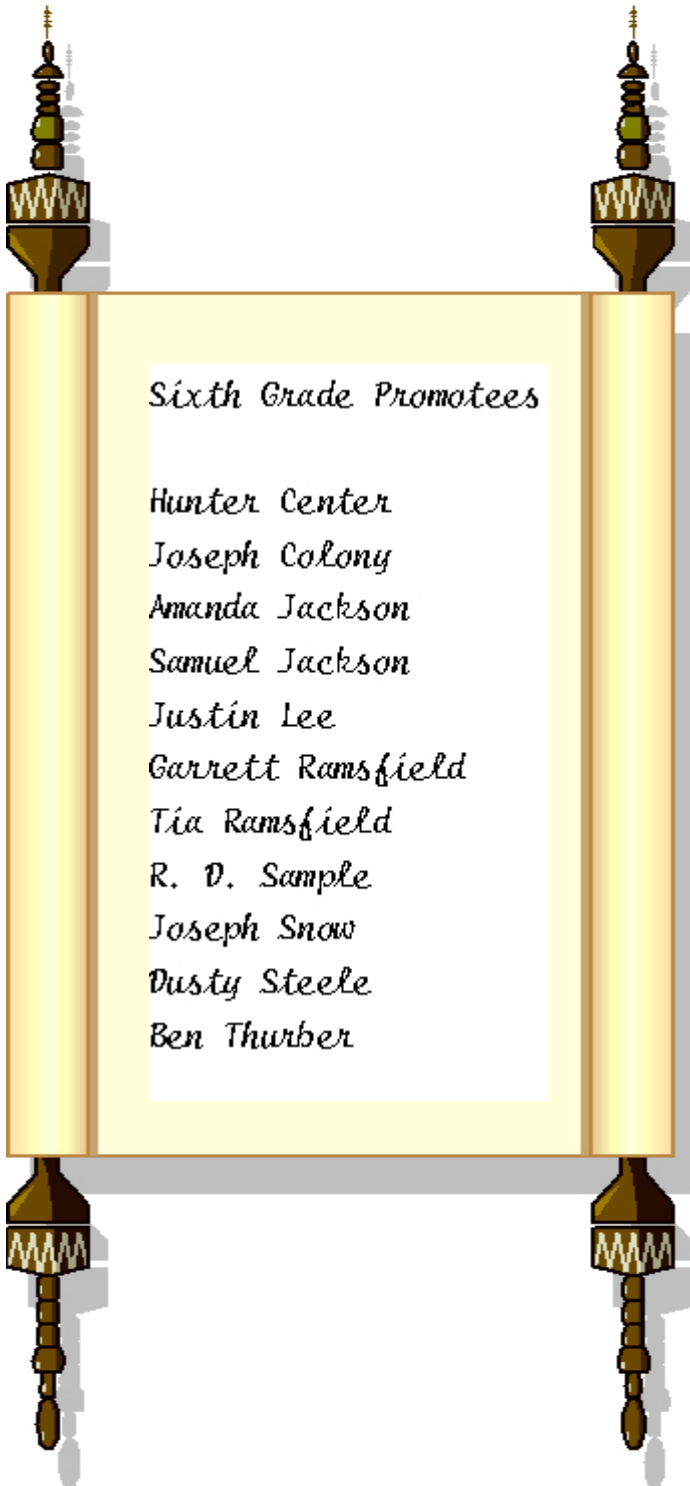 Sixth Grade Promotees
Hunter Center
Joseph Colony
Amanda Jackson
Samuel Jackson
Justin Lee
Garrett Ramsfield
Tia Ramsfield
R. D. Sample
Joseph Snow
Dusty Steele
Ben Thurber